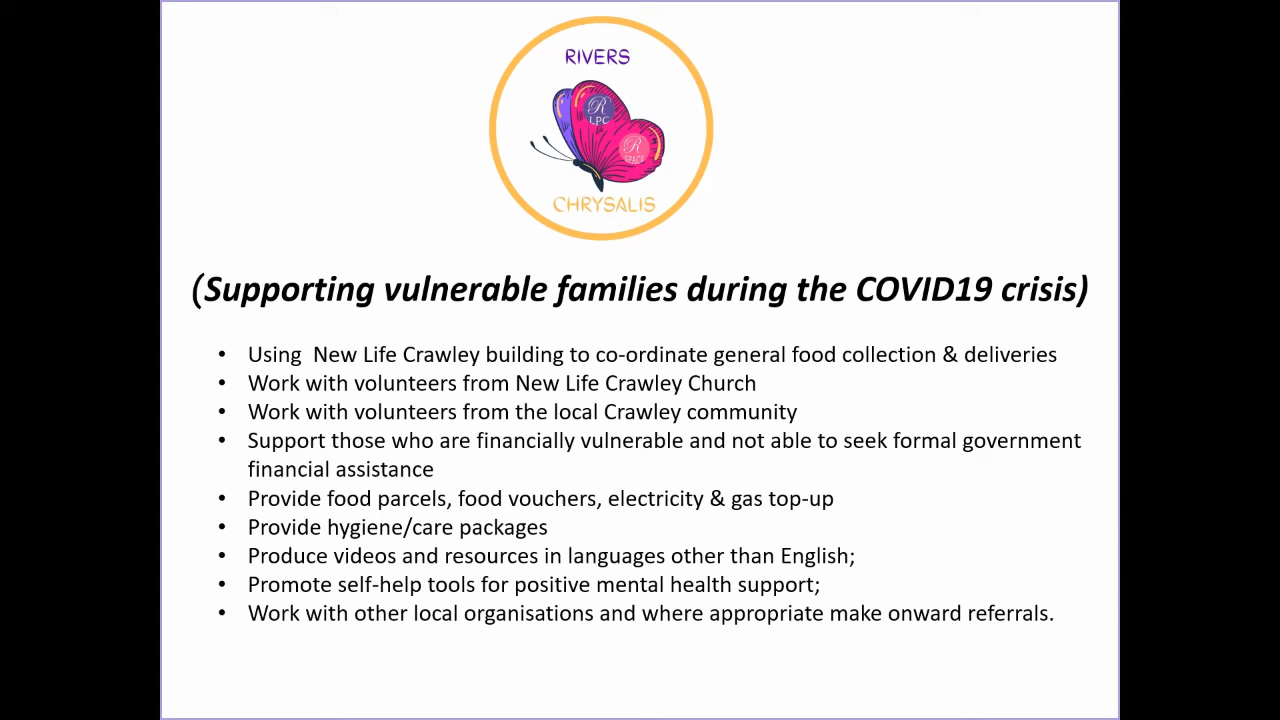 RIVERS
R
LPC
R
SPACE
CHRYSALIS
(Supporting vulnerable families during the COVID19 crisis)
• Using  New Life Crawley building to co-ordinate general food collection & deliveries
• Work with volunteers from New Life Crawley Church
• Work with volunteers from the local Crawley community
• Support those who are financially vulnerable and not able to seek formal government
financial assistance
• Provide food parcels, food vouchers, electricity & gas top-up
• Provide hygiene/care packages
• Produce videos and resources in languages other than English;
• Promote self-help tools for positive mental health support;
• Work with other local organisations and where appropriate make onward referrals.